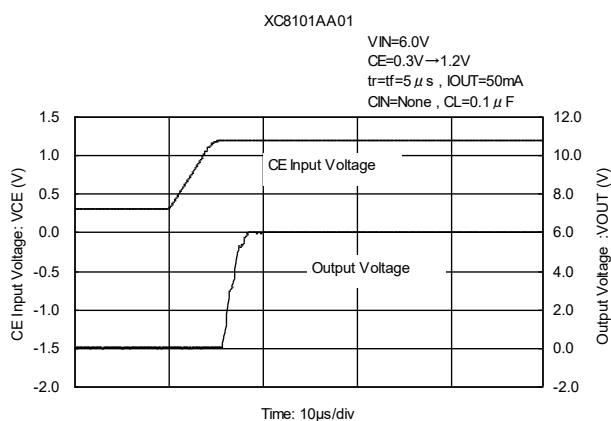 XC8101AA01
VIN=6.0V
CE=0.3V→1.2V
tr=tf=5μs , IOUT=50mA
CIN=None , CL=0.1μF
CE Input Voltage: VCE (V)
1.5
1.0
0.5
0.0
-0.5
-1.0
-1.5
-2.0
CE Input Voltage
Output Voltage
12.0
10.0
8.0
6.0
4.0
2.0
0.0
-2.0
Output Voltage :VOUT (V)
Time: 10μs/div